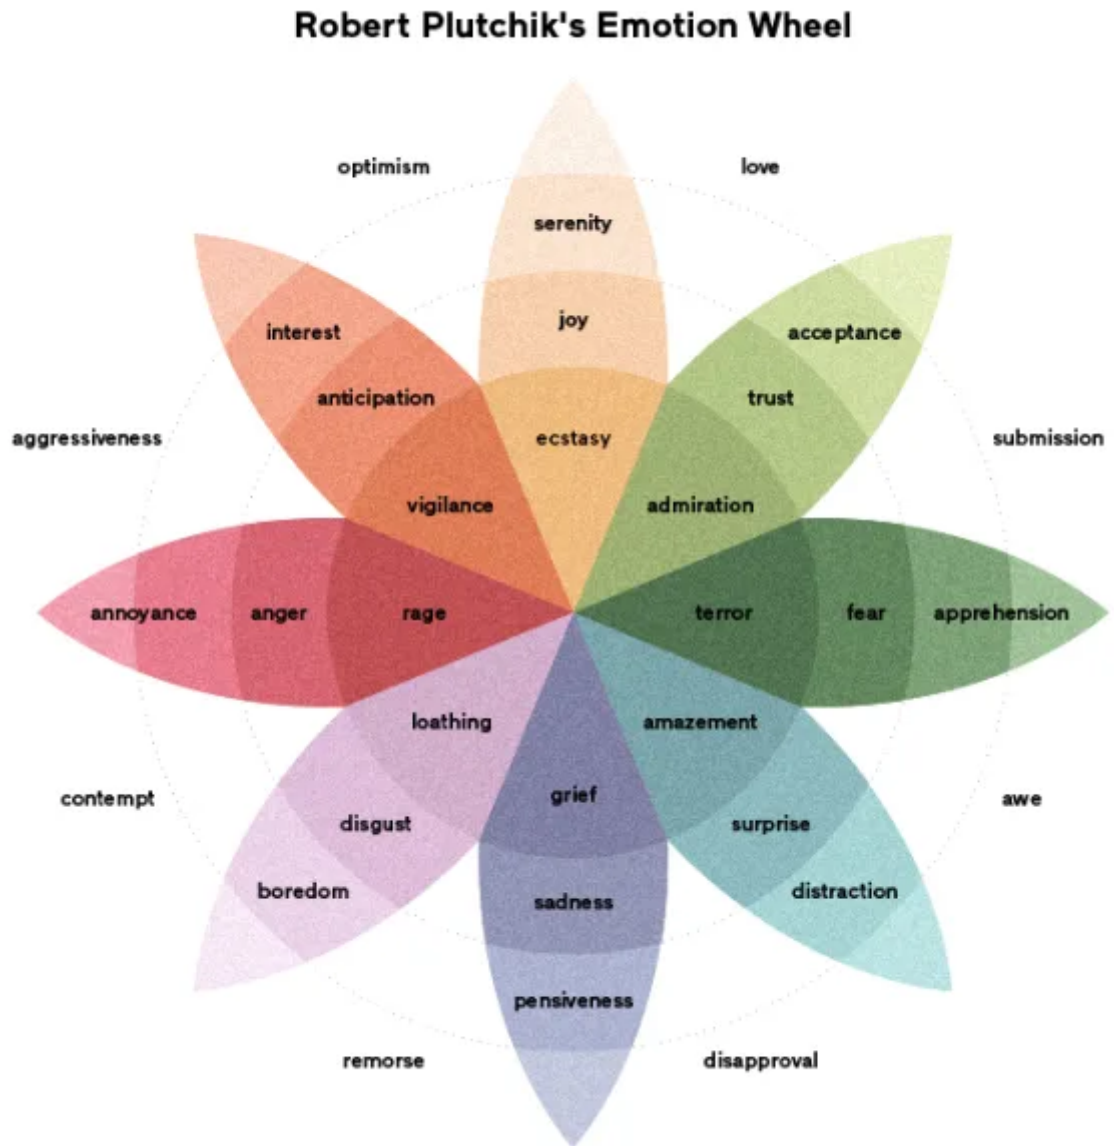 Robert Plutchik's Emotion Wheel
optimism
love
serenity
joy
interest
acceptance
anticipation
trust
aggressiveness
ecstasy
submission
vigilance
admiration
annoyance
anger
rage
terror
fear
apprehension
loathing
amazement
contempt
grief
awe
disgust
surprise
boredom
distraction
sadness
pensiveness
remorse
disapproval